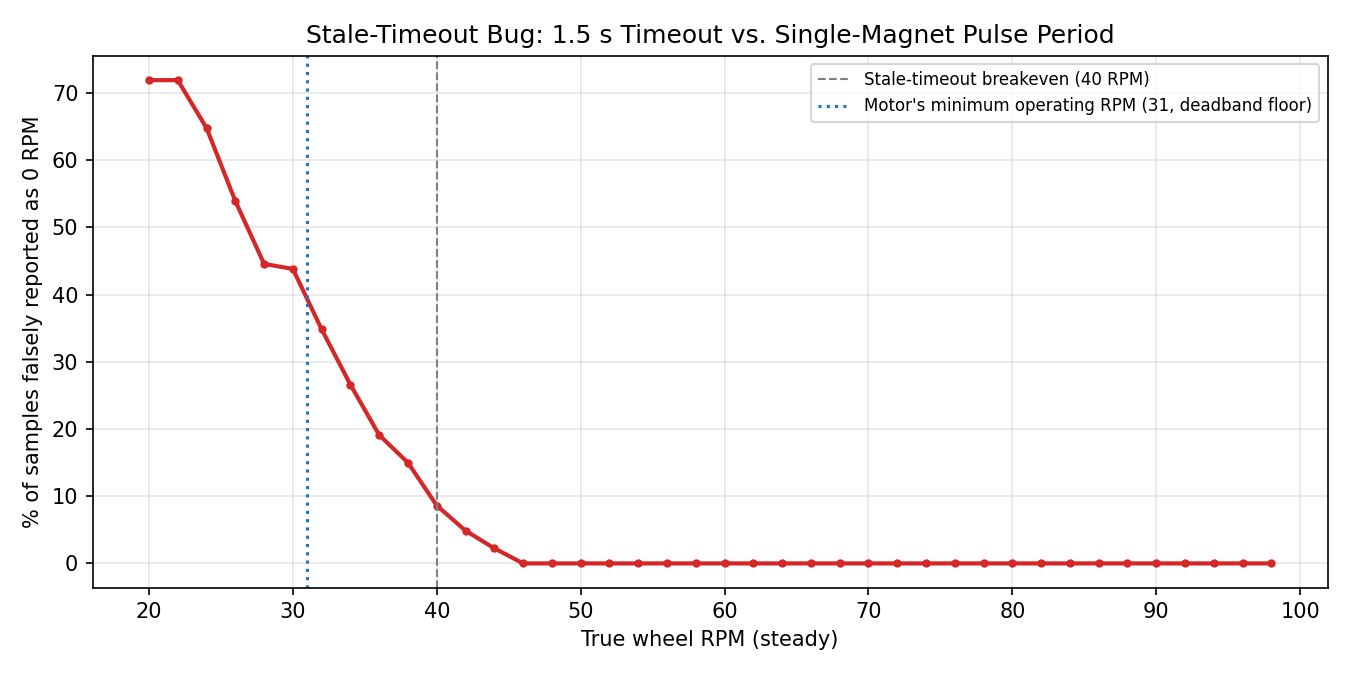 Stale-Timeout Bug: 1.5 s Timeout vs. Single-Magnet Pulse Period
Stale-timeout breakeven (40 RPM)
Motor's minimum operating RPM (31, deadband floor)
% of samples falsely reported as 0 RPM
70
60
50
40
30
20
10
0
20 30 40 50 60 70 80 90 100
True wheel RPM (steady)